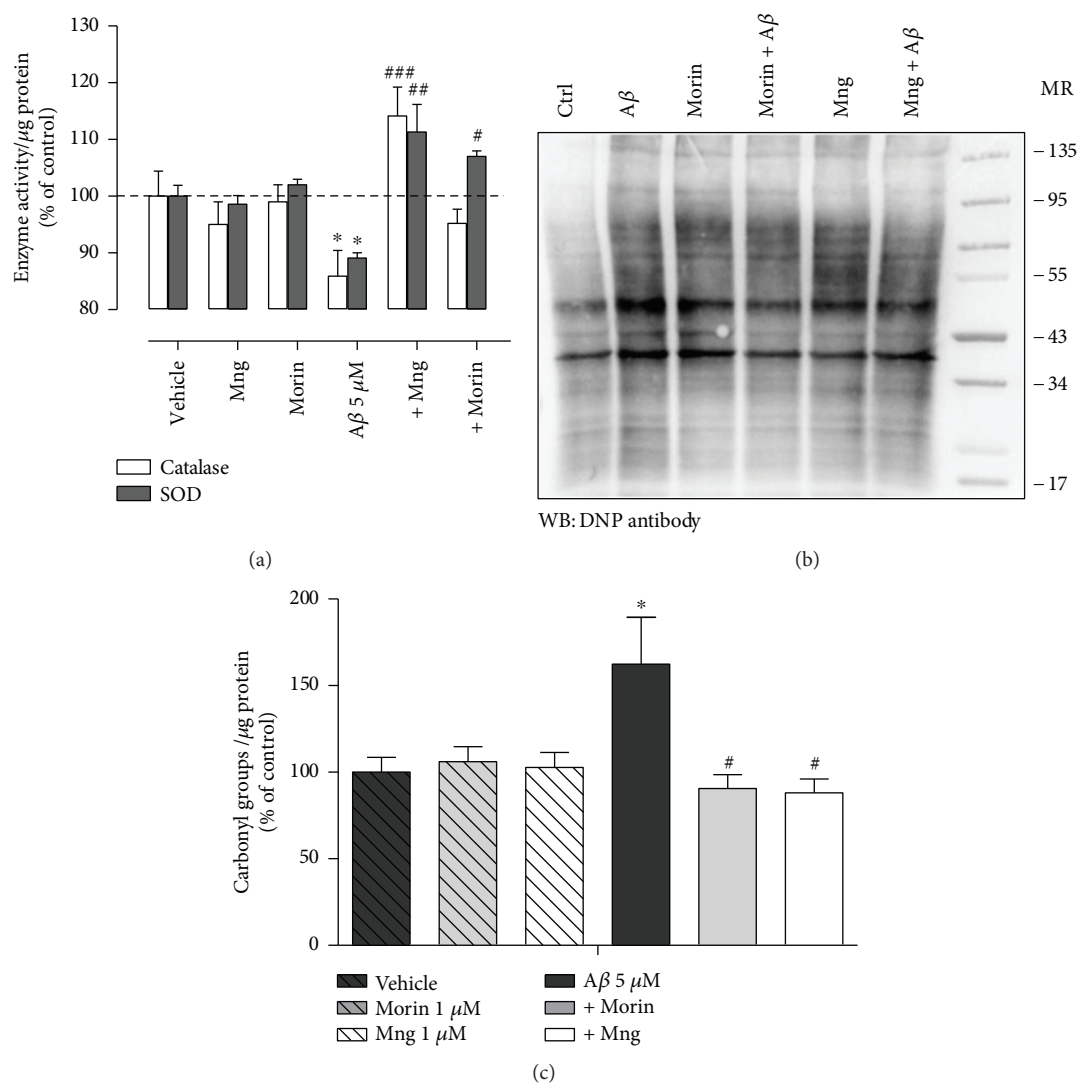 130
120
110
100
90
80
Enzyme activity/μg protein
(% of control)
###
##
#
*
*
Vehicle
Mng
Morin
Aβ 5 μM
+ Mng
+ Morin
Catalase
SOD
(a)
Ctrl
Aβ
Morin
Morin + Aβ
Mng
Mng + Aβ
MR
– 135
– 95
– 55
– 43
– 34
– 17
WB: DNP antibody
(b)
200
150
100
50
0
Carbonyl groups /μg protein
(% of control)
*
#
#
Vehicle
Morin 1 μM
Mng 1 μM
Aβ 5 μM
+ Morin
+ Mng
(c)